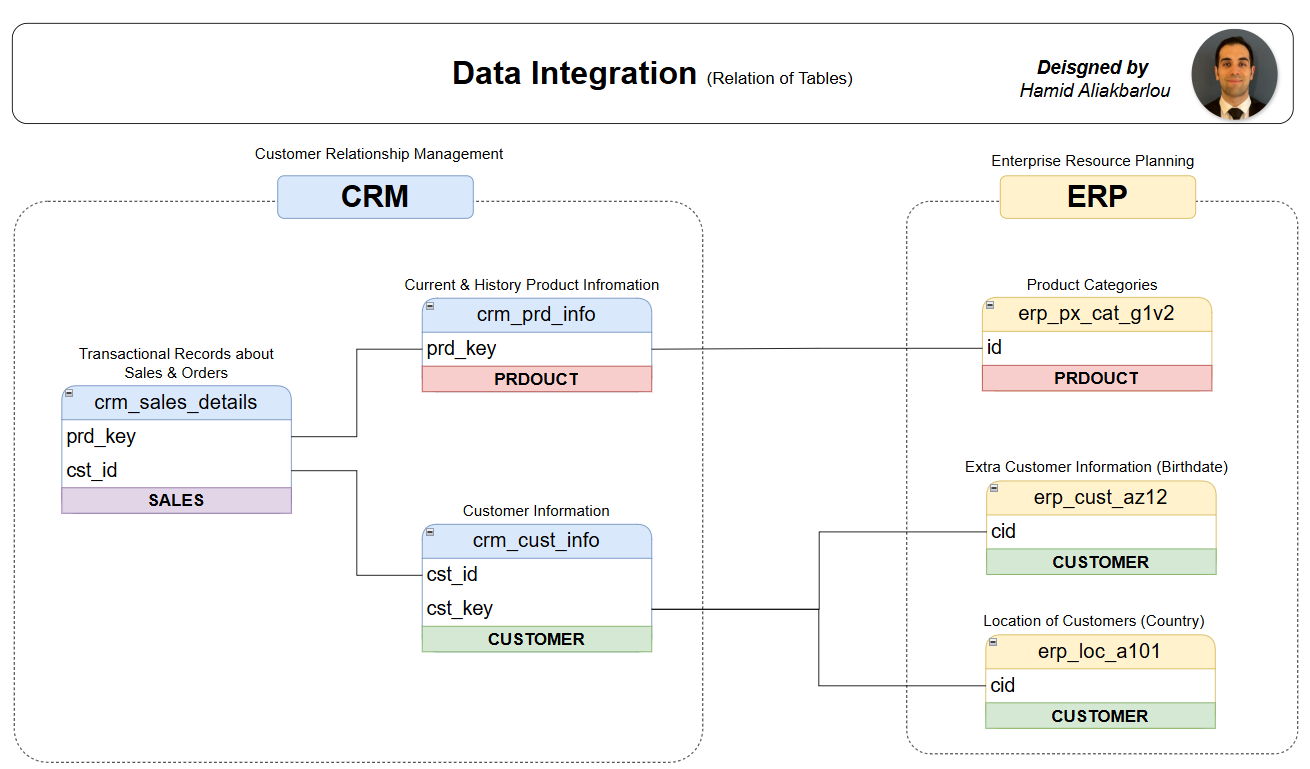 Data Integration (Relation of Tables)
Deisgned by
Hamid Aliakbarlou
Customer Relationship Management
CRM
Enterprise Resource Planning
ERP
Current & History Product Infromation
crm_prd_info
prd_key
PRDOUCT
Product Categories
erp_px_cat_g1v2
id
PRDOUCT
Transactional Records about
Sales & Orders
crm_sales_details
prd_key
cst_id
SALES
Customer Information
crm_cust_info
cst_id
cst_key
CUSTOMER
Extra Customer Information (Birthdate)
erp_cust_az12
cid
CUSTOMER
Location of Customers (Country)
erp_loc_a101
cid
CUSTOMER